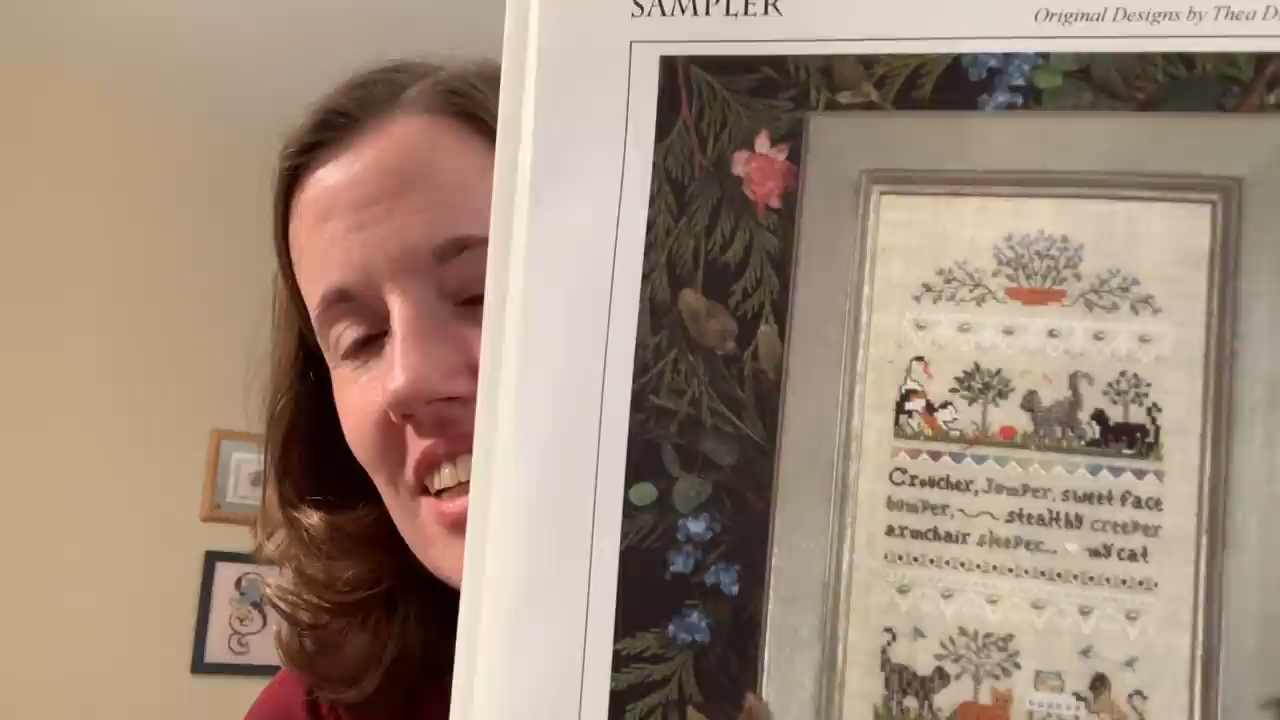 SAMPLER
Original Designs by Thea D
Croucher, Jumper, sweet face
bumper, stealthy creeper
armchair sleeper... my cat